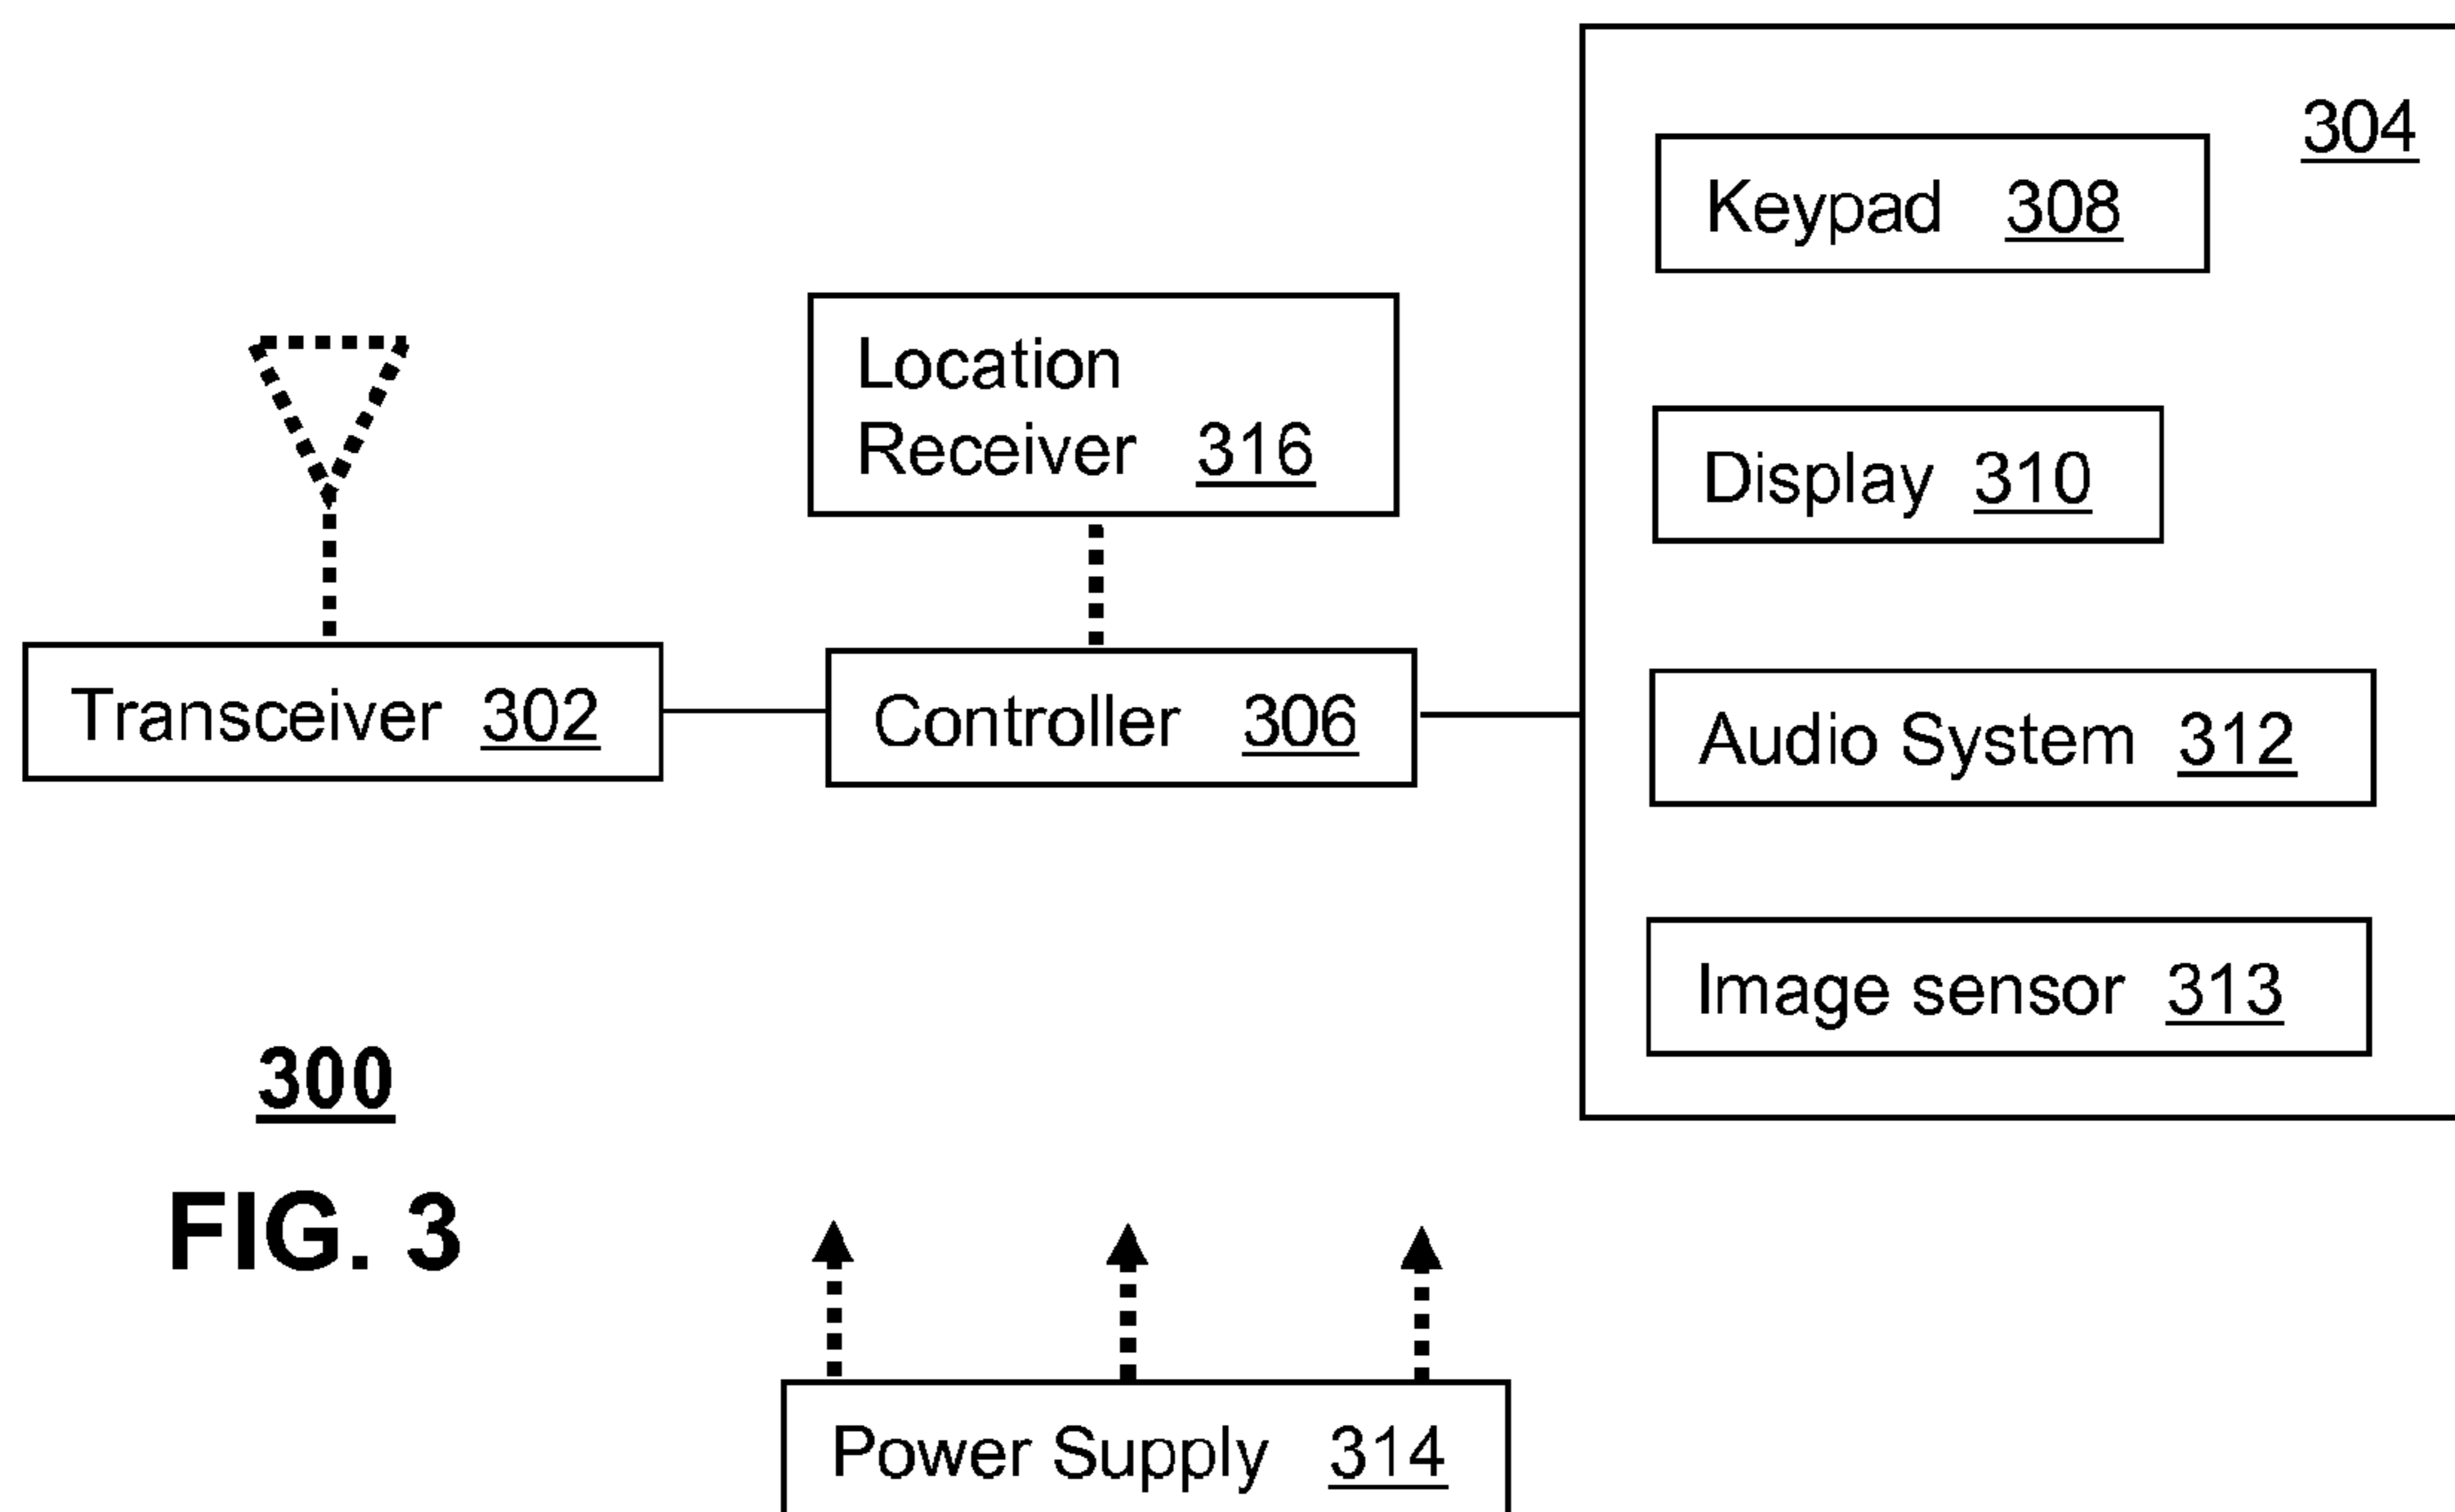 304
Keypad 308
Location
Receiver 316
Display 310
Transceiver 302
Controller 306
Audio System 312
Image sensor 313
300
FIG. 3
Power Supply 314